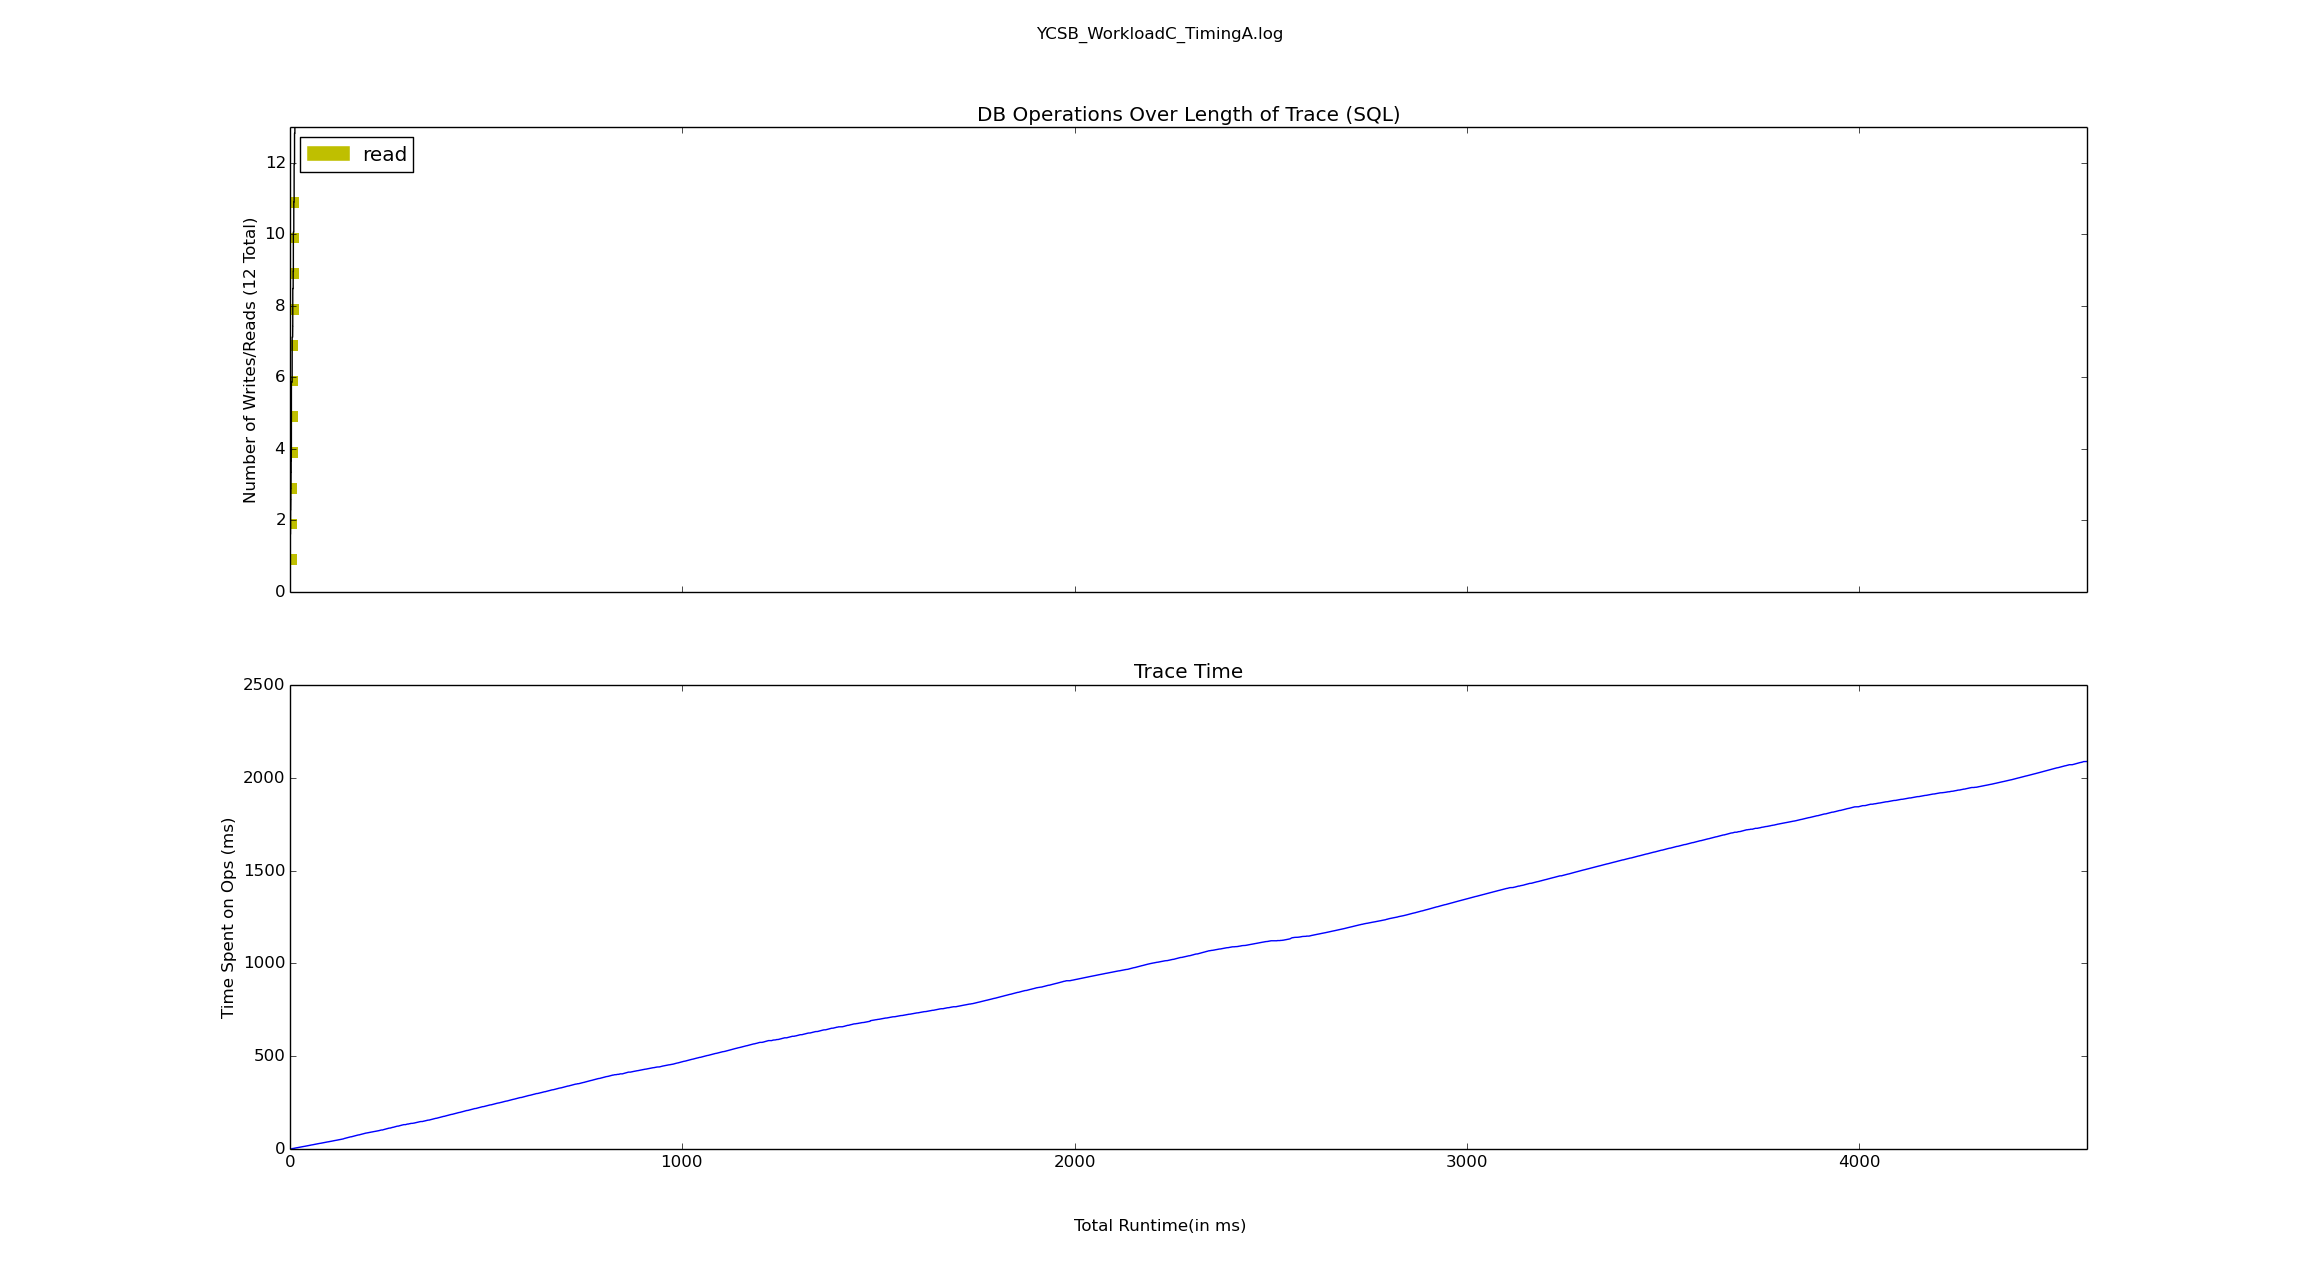 YCSB_WorkloadC_TimingA.log
DB Operations Over Length of Trace (SQL)
read
12
10
8
6
4
2
0
Number of Writes/Reads (12 Total)
Trace Time
2500
2000
1500
1000
500
0
Time Spent on Ops (ms)
0 1000 2000 3000 4000
Total Runtime(in ms)